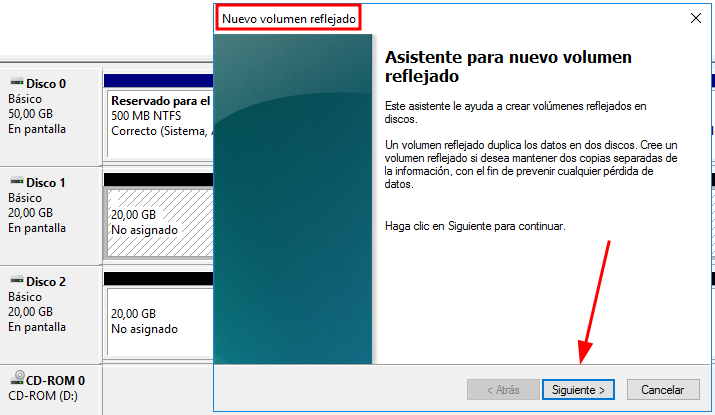 Nuevo volumen reflejado
Asistente para nuevo volumen
reflejado
Este asistente le ayuda a crear volúmenes reflejados en
discos.
Un volumen reflejado duplica los datos en dos discos. Cree un
volumen reflejado si desea mantener dos copias separadas de
la información, con el fin de prevenir cualquier pérdida de
datos.
Haga clic en Siguiente para continuar.
< Atrás
Siguiente >
Cancelar
Disco 0
Básico
50,00 GB
En pantalla
Reservado para el
500 MB NTFS
Correcto (Sistema,
Disco 1
Básico
20,00 GB
En pantalla
20,00 GB
No asignado
Disco 2
Básico
20,00 GB
En pantalla
20,00 GB
No asignado
CD-ROM 0
CD-ROM (D:)